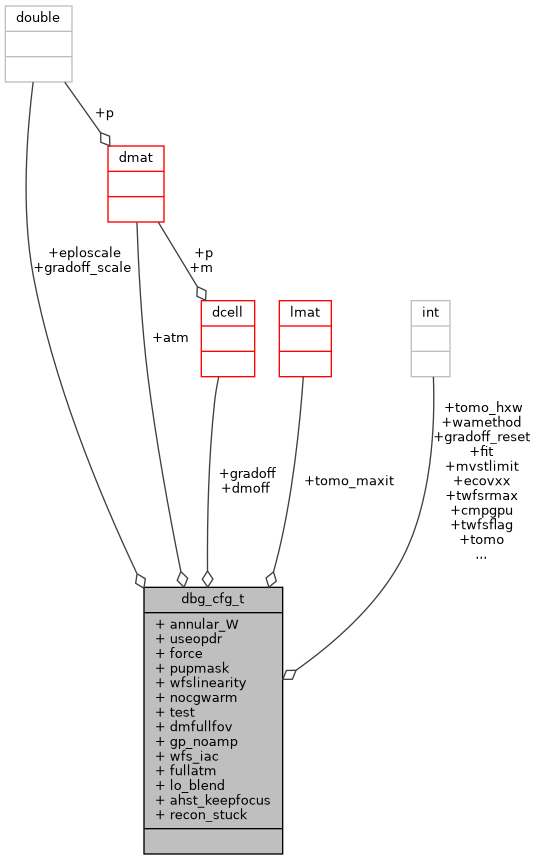 double
+p
dmat
+eploscale
+gradoff_scale
+p
+m
+atm
dcell
lmat
int
+gradoff
+dmoff
+tomo_maxit
+tomo_hxw
+wamethod
+gradoff_reset
+fit
+mvstlimit
+ecovxx
+twfsrmax
+cmpgpu
+twfsflag
+tomo
...
dbg_cfg_t
+ annular_W
+ useopdr
+ force
+ pupmask
+ wfslinearity
+ nocgwarm
+ test
+ dmfullfov
+ gp_noamp
+ wfs_iac
+ fullatm
+ lo_blend
+ ahst_keepfocus
+ recon_stuck